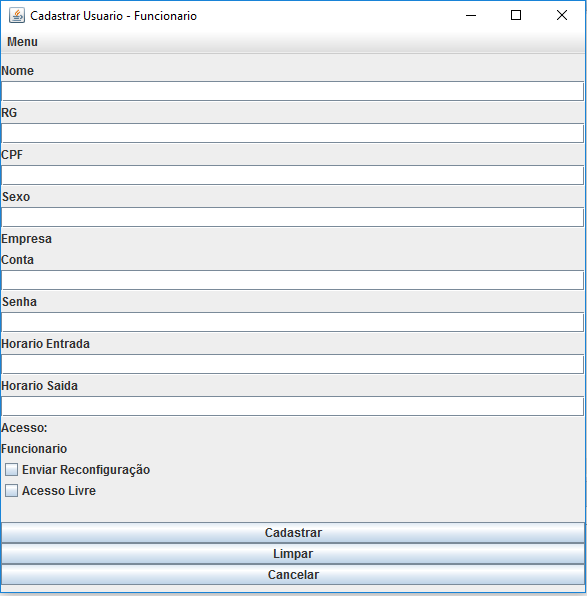 Cadastrar Usuario - Funcionario
Menu
Nome
RG
CPF
Sexo
Empresa
Conta
Senha
Horario Entrada
Horario Saida
Acesso:
Funcionario
Enviar Reconfiguração
Acesso Livre
Cadastrar
Limpar
Cancelar